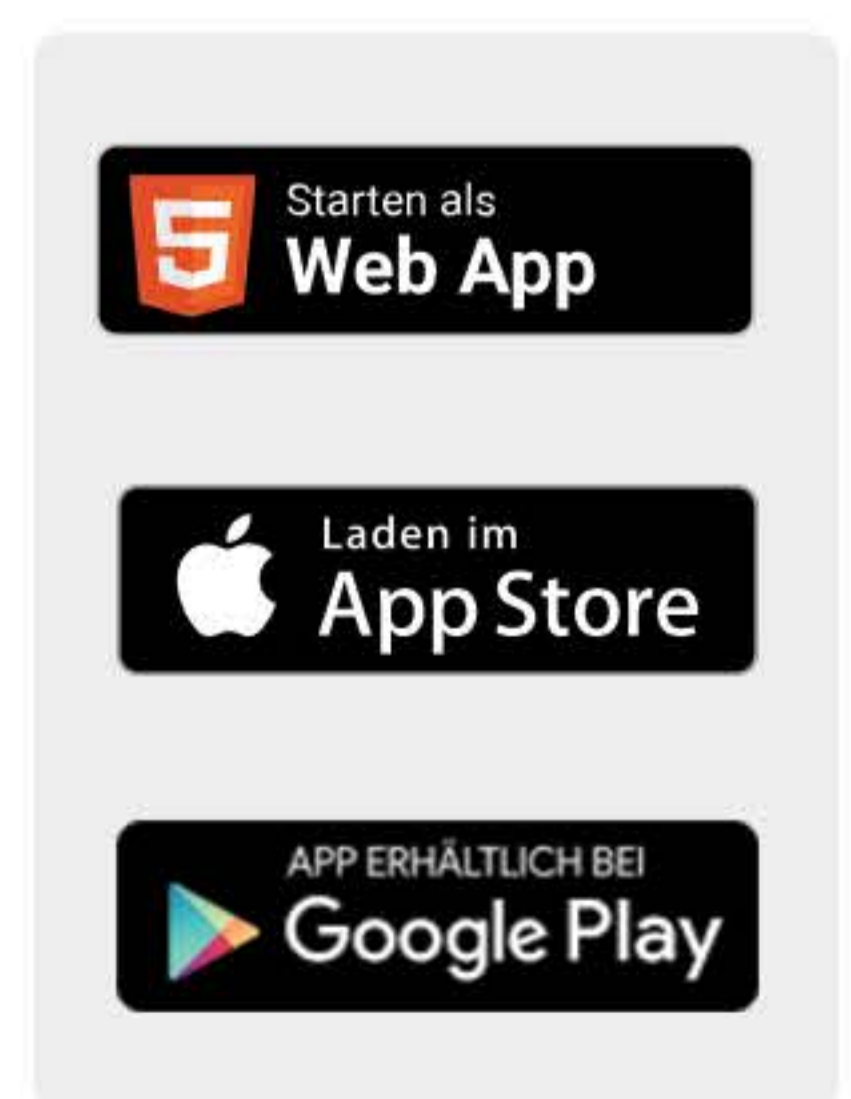 Starten als
Web App
Laden im
App Store
APP ERHÄLTLICH BEI
Google Play